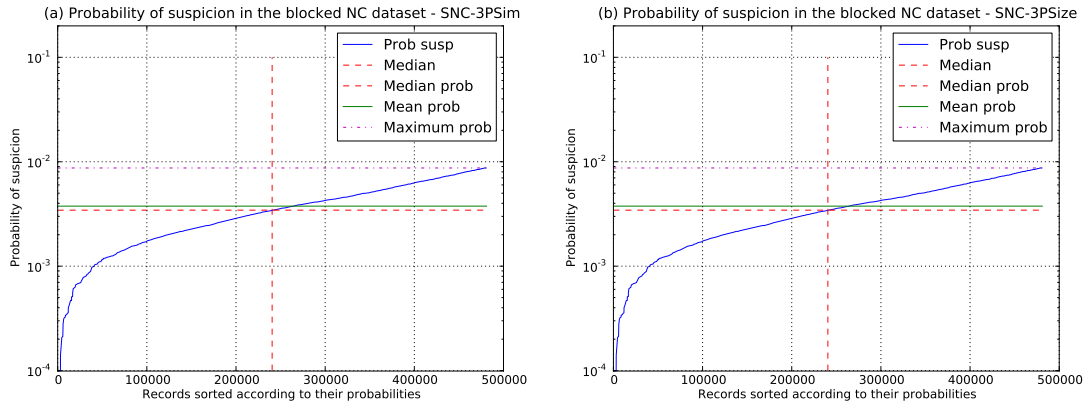 (a) Probability of suspicion in the blocked NC dataset - SNC-3PSim
Prob susp
Median
Median prob
Mean prob
Maximum prob
10^-1
10^-2
10^-3
10^-4
Probability of suspicion
0 100000 200000 300000 400000 500000
Records sorted according to their probabilities
(b) Probability of suspicion in the blocked NC dataset - SNC-3PSize
Prob susp
Median
Median prob
Mean prob
Maximum prob
10^-1
10^-2
10^-3
10^-4
Probability of suspicion
0 100000 200000 300000 400000 500000
Records sorted according to their probabilities